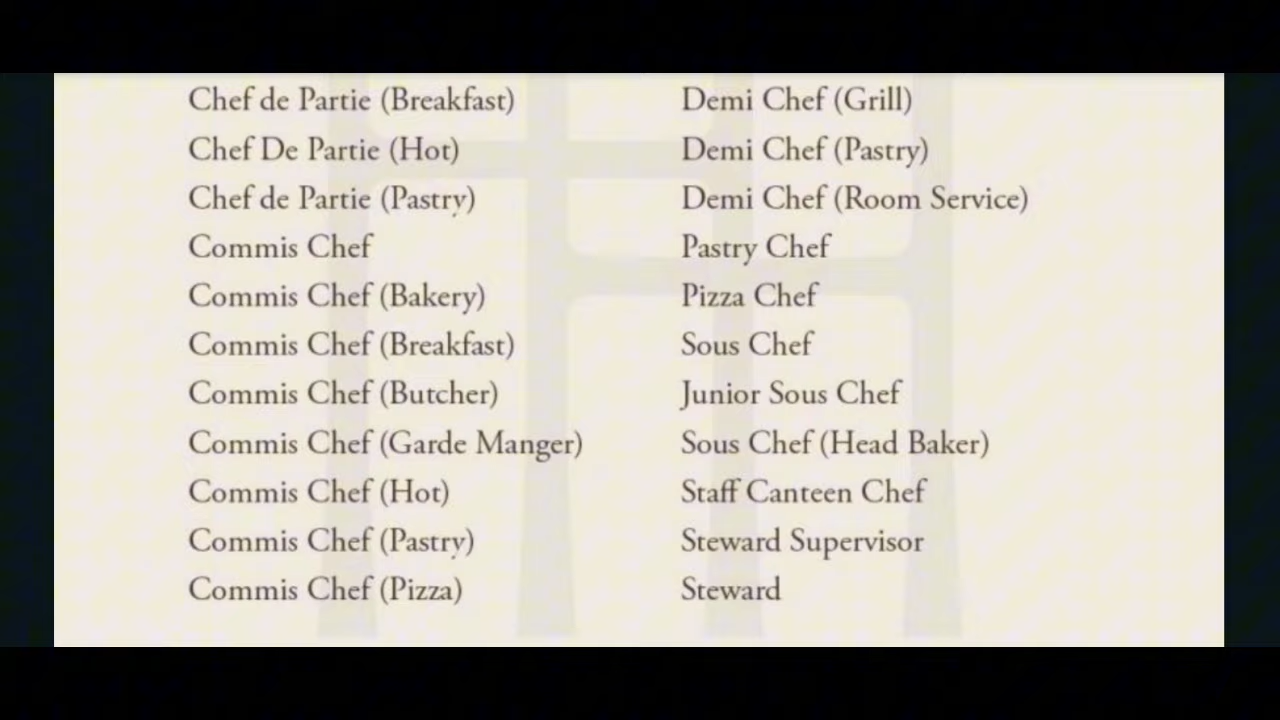 Chef de Partie (Breakfast)
Chef De Partie (Hot)
Chef de Partie (Pastry)
Commis Chef
Commis Chef (Bakery)
Commis Chef (Breakfast)
Commis Chef (Butcher)
Commis Chef (Garde Manger)
Commis Chef (Hot)
Commis Chef (Pastry)
Commis Chef (Pizza)
Demi Chef (Grill)
Demi Chef (Pastry)
Demi Chef (Room Service)
Pastry Chef
Pizza Chef
Sous Chef
Junior Sous Chef
Sous Chef (Head Baker)
Staff Canteen Chef
Steward Supervisor
Steward